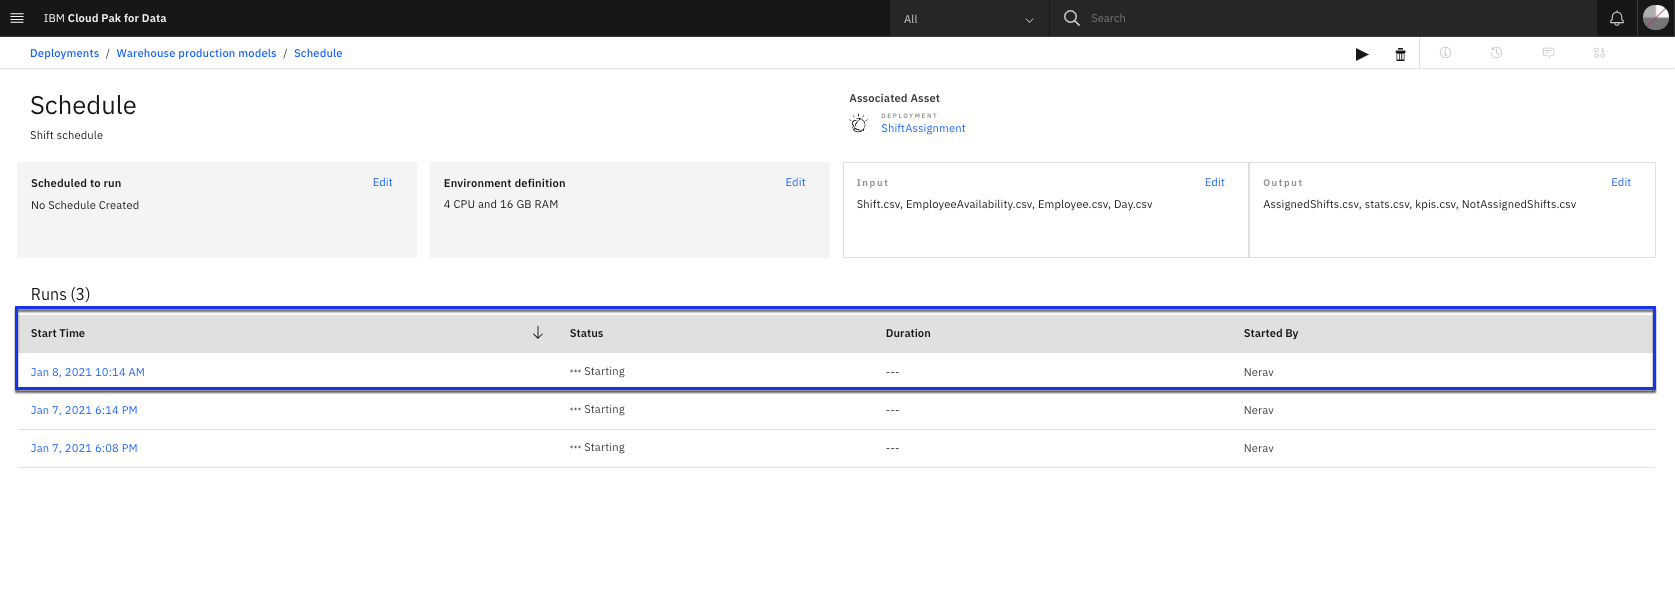 IBM Cloud Pak for Data
All
Search
Deployments / Warehouse production models / Schedule
Schedule
Shift schedule
Associated Asset
DEPLOYMENT
ShiftAssignment
Scheduled to run
Edit
No Schedule Created
Environment definition
Edit
4 CPU and 16 GB RAM
Input
Edit
Shift.csv, EmployeeAvailability.csv, Employee.csv, Day.csv
Output
Edit
AssignedShifts.csv, stats.csv, kpis.csv, NotAssignedShifts.csv
Runs (3)
Start Time Status Duration Started By
Jan 8, 2021 10:14 AM ••• Starting --- Nerav
Jan 7, 2021 6:14 PM ••• Starting --- Nerav
Jan 7, 2021 6:08 PM ••• Starting --- Nerav